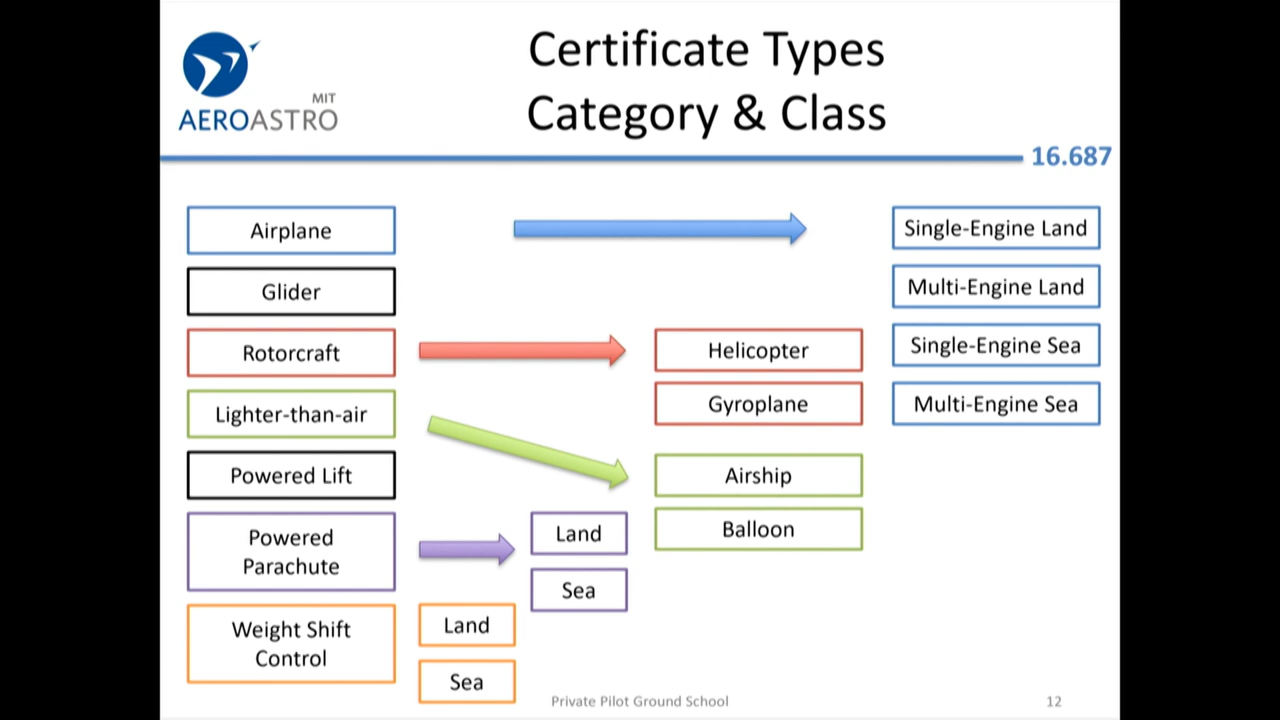 Certificate Types
Category & Class
MIT
AEROASTRO
16.687
Airplane
Glider
Rotorcraft
Lighter-than-air
Powered Lift
Powered
Parachute
Weight Shift
Control
Land
Sea
Land
Sea
Helicopter
Gyroplane
Airship
Balloon
Single-Engine Land
Multi-Engine Land
Single-Engine Sea
Multi-Engine Sea
Private Pilot Ground School
12